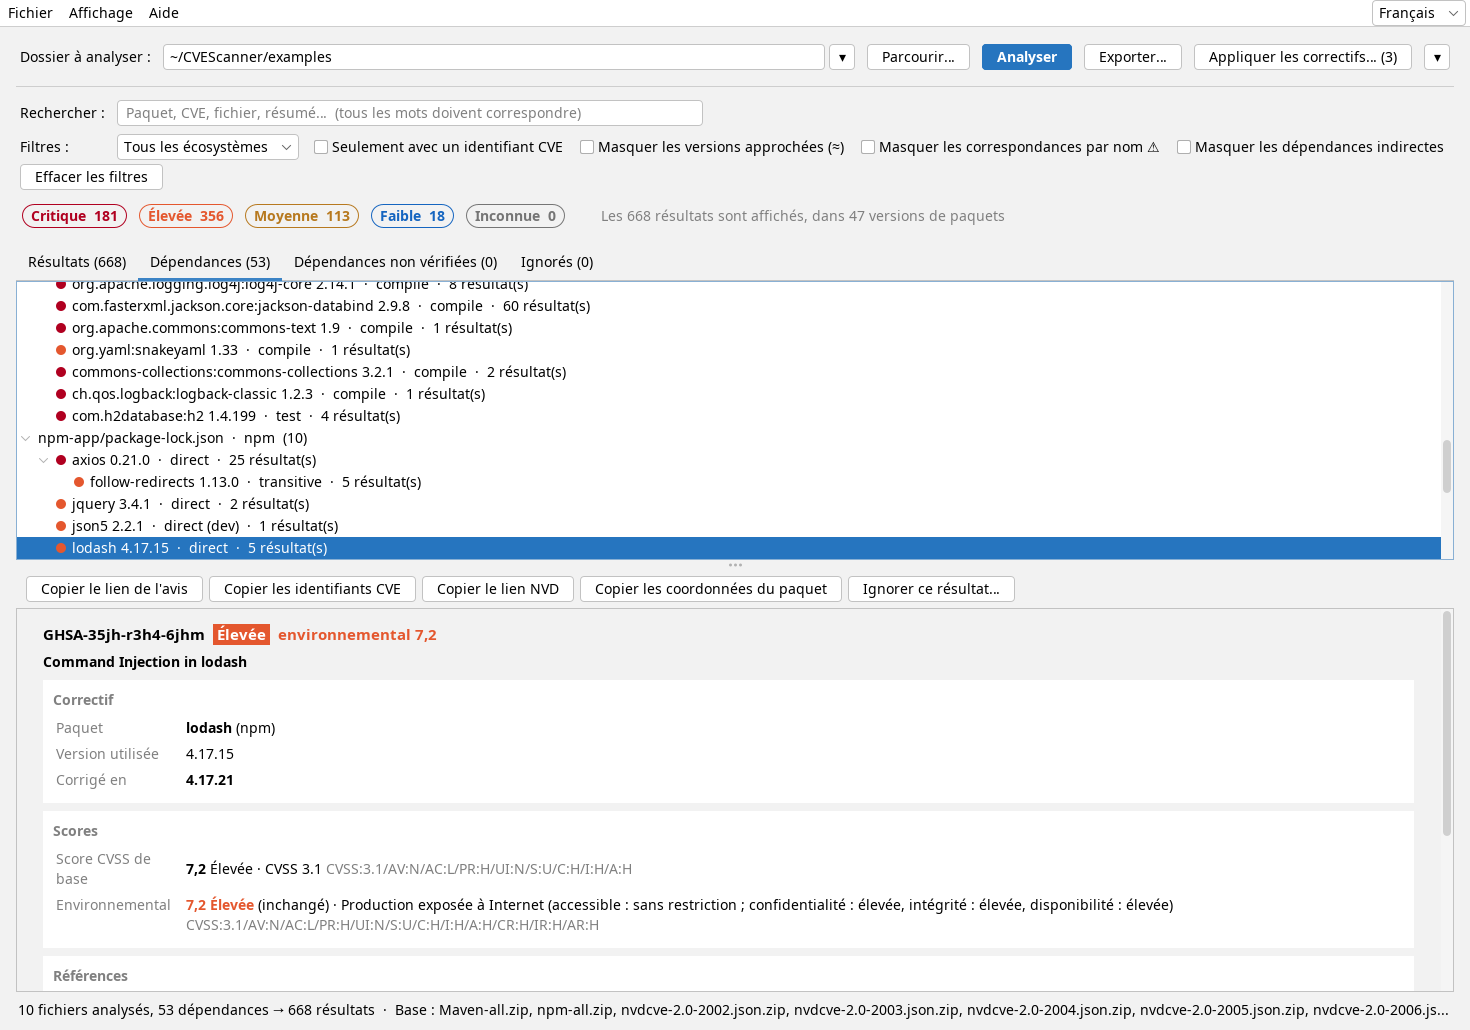 Fichier Affichage Aide Français
Dossier à analyser : ~/CVEScanner/examples ▾ Parcourir... Analyser Exporter... Appliquer les correctifs... (3) ▾
Rechercher : Paquet, CVE, fichier, résumé... (tous les mots doivent correspondre)
Filtres : Tous les écosystèmes Seulement avec un identifiant CVE Masquer les versions approchées (≈) Masquer les correspondances par nom ⚠ Masquer les dépendances indirectes
Effacer les filtres
Critique 181 Élevée 356 Moyenne 113 Faible 18 Inconnue 0 Les 668 résultats sont affichés, dans 47 versions de paquets
Résultats (668) Dépendances (53) Dépendances non vérifiées (0) Ignorés (0)
org.apache.logging.log4j:log4j-core 2.14.1 · compile · 8 résultat(s)
com.fasterxml.jackson.core:jackson-databind 2.9.8 · compile · 60 résultat(s)
org.apache.commons:commons-text 1.9 · compile · 1 résultat(s)
org.yaml:snakeyaml 1.33 · compile · 1 résultat(s)
commons-collections:commons-collections 3.2.1 · compile · 2 résultat(s)
ch.qos.logback:logback-classic 1.2.3 · compile · 1 résultat(s)
com.h2database:h2 1.4.199 · test · 4 résultat(s)
npm-app/package-lock.json · npm (10)
axios 0.21.0 · direct · 25 résultat(s)
follow-redirects 1.13.0 · transitive · 5 résultat(s)
jquery 3.4.1 · direct · 2 résultat(s)
json5 2.2.1 · direct (dev) · 1 résultat(s)
lodash 4.17.15 · direct · 5 résultat(s)
Copier le lien de l'avis Copier les identifiants CVE Copier le lien NVD Copier les coordonnées du paquet Ignorer ce résultat...
GHSA-35jh-r3h4-6jhm Élevée environnemental 7,2
Command Injection in lodash
Correctif
Paquet lodash (npm)
Version utilisée 4.17.15
Corrigé en 4.17.21
Scores
Score CVSS de base 7,2 Élevée · CVSS 3.1 CVSS:3.1/AV:N/AC:L/PR:H/UI:N/S:U/C:H/I:H/A:H
Environnemental 7,2 Élevée (inchangé) · Production exposée à Internet (accessible : sans restriction ; confidentialité : élevée, intégrité : élevée, disponibilité : élevée)
CVSS:3.1/AV:N/AC:L/PR:H/UI:N/S:U/C:H/I:H/A:H/CR:H/IR:H/AR:H
Références
10 fichiers analysés, 53 dépendances → 668 résultats · Base : Maven-all.zip, npm-all.zip, nvdcve-2.0-2002.json.zip, nvdcve-2.0-2003.json.zip, nvdcve-2.0-2004.json.zip, nvdcve-2.0-2005.json.zip, nvdcve-2.0-2006.js...